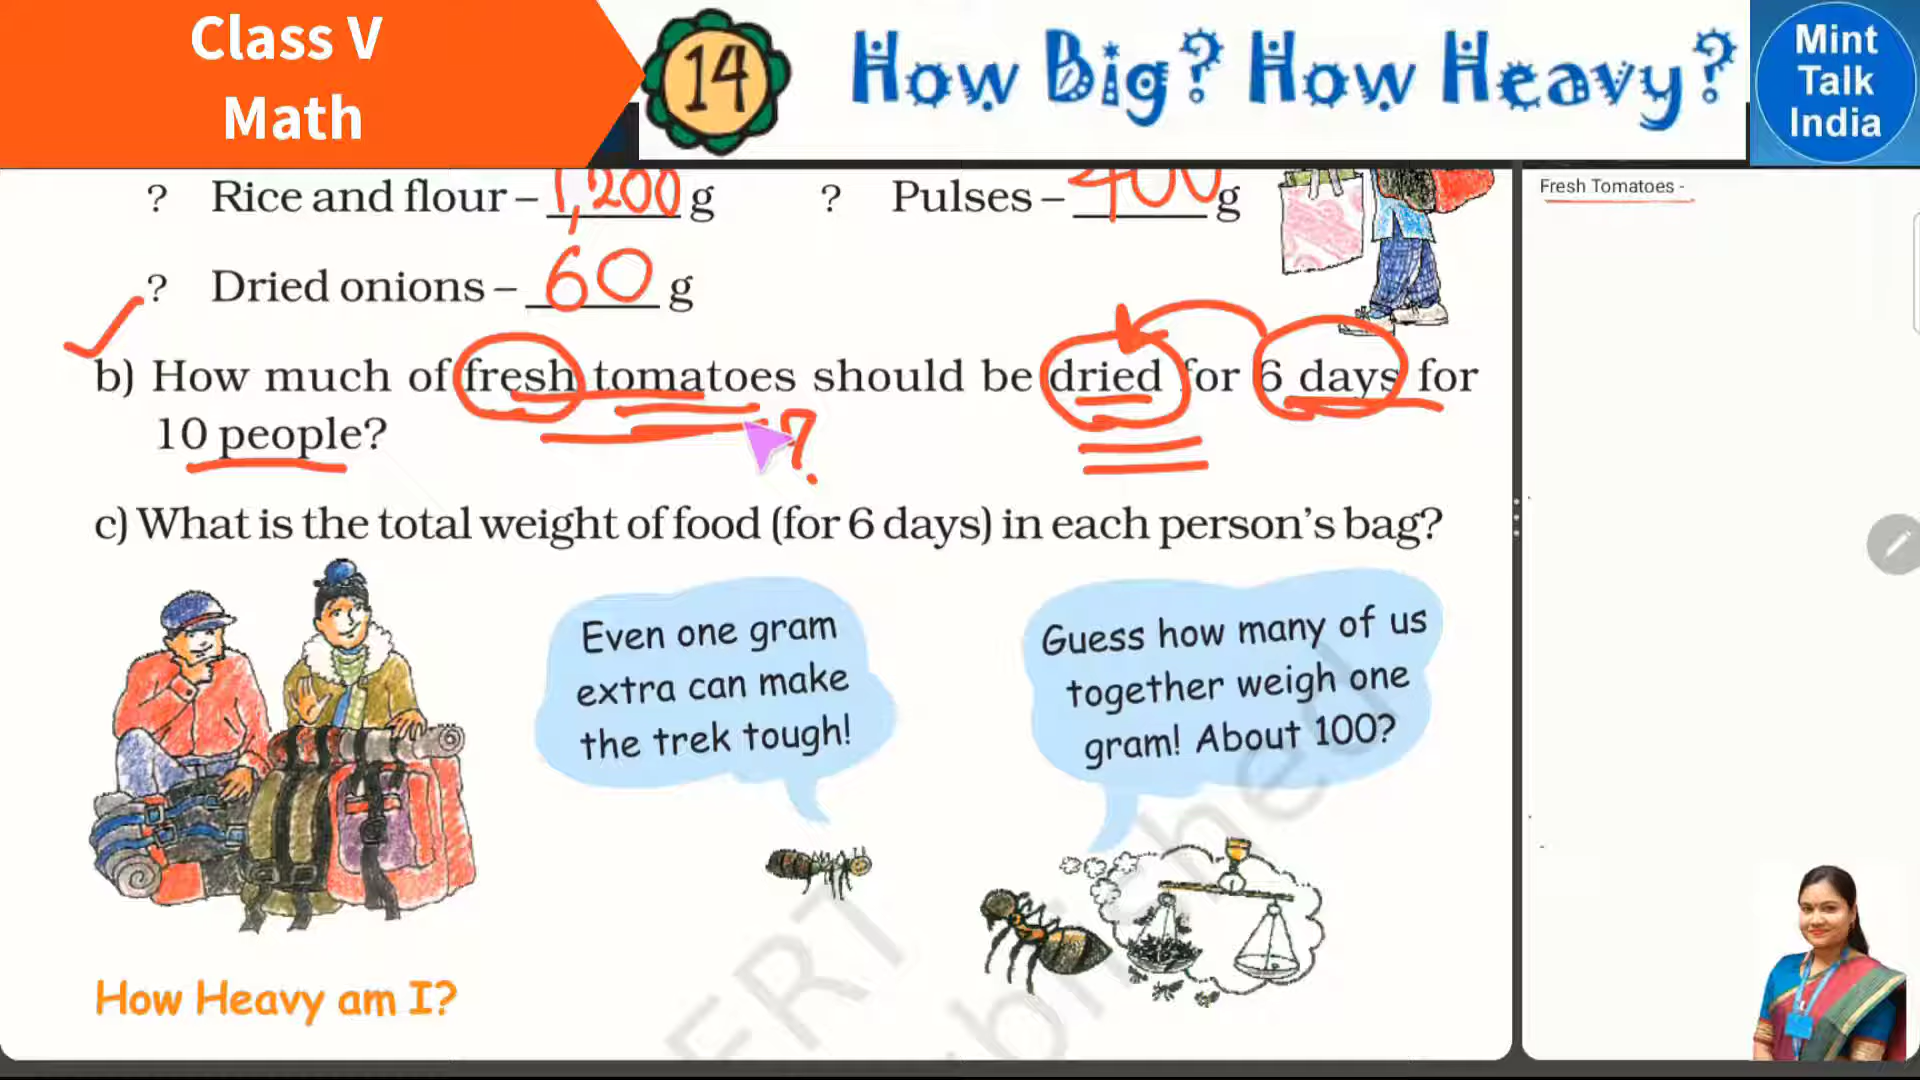 Class V
Math
14
How Big? How Heavy?
Mint
Talk
India
? Rice and flour – 1,200 g ? Pulses – 400 g
Fresh Tomatoes -
? Dried onions – 60 g
b) How much of fresh tomatoes should be dried for 6 days for
10 people?
?
c) What is the total weight of food (for 6 days) in each person's bag?
Even one gram
extra can make
the trek tough!
Guess how many of us
together weigh one
gram! About 100?
How Heavy am I?